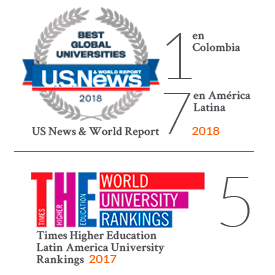 BEST
GLOBAL
UNIVERSITIES
U.S.News
& WORLD REPORT
2018
1 en
Colombia
7 en América
Latina
US News & World Report 2018
THE
TIMES
HIGHER
EDUCATION
WORLD
UNIVERSITY
RANKINGS
5
Times Higher Education
Latin America University
Rankings 2017